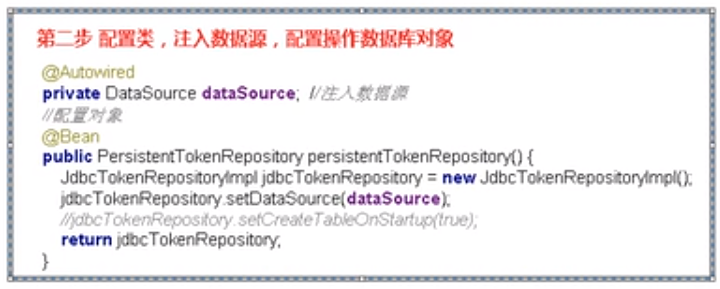 第二步 配置类，注入数据源，配置操作数据库对象
@Autowired
private DataSource dataSource; //注入数据源
//配置对象
@Bean
public PersistentTokenRepository persistentTokenRepository() {
JdbcTokenRepositoryImpl jdbcTokenRepository = new JdbcTokenRepositoryImpl();
jdbcTokenRepository.setDataSource(dataSource);
//jdbcTokenRepository.setCreateTableOnStartup(true);
return jdbcTokenRepository;
}